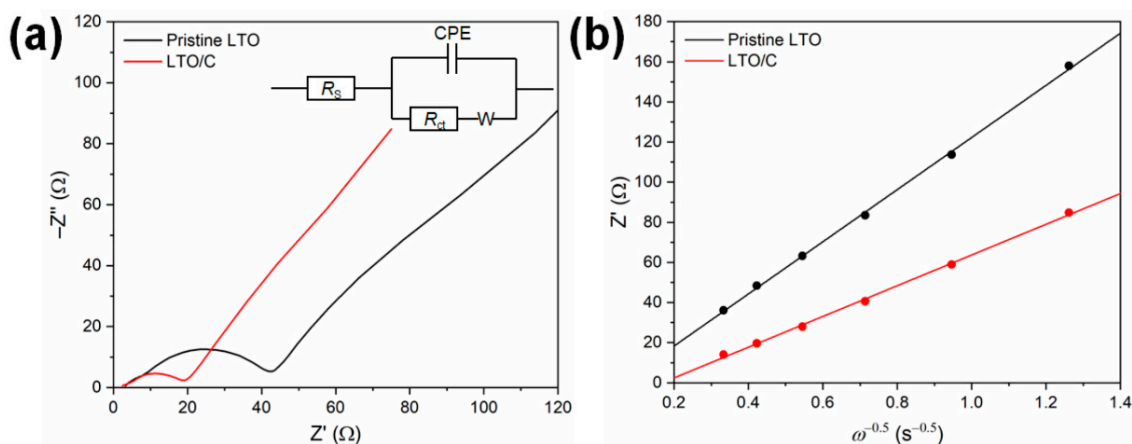 (a)
120
100
80
60
40
20
0
−Z'' (Ω)
Pristine LTO
LTO/C
CPE
Rs
Rct
W
0 20 40 60 80 100 120
Z' (Ω)
(b)
180
160
140
120
100
80
60
40
20
0
Z' (Ω)
Pristine LTO
LTO/C
0.2 0.4 0.6 0.8 1.0 1.2 1.4
ω−0.5 (s−0.5)